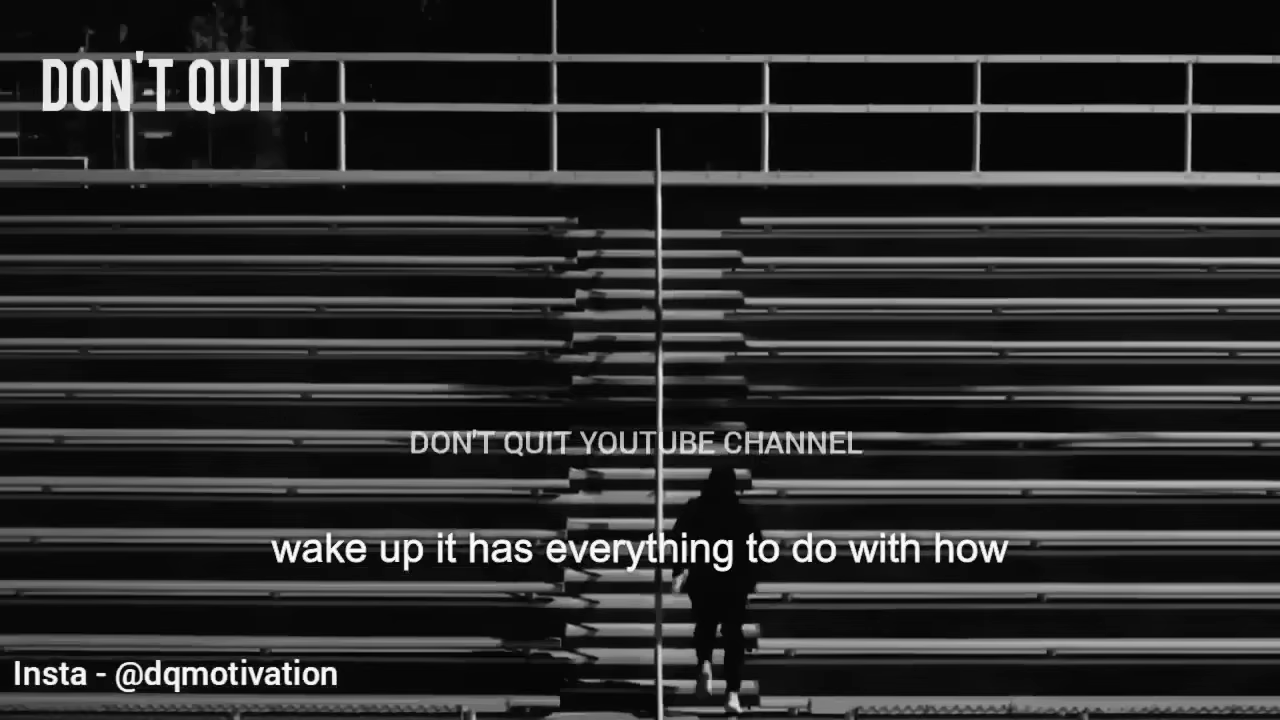 DON'T QUIT
DON'T QUIT YOUTUBE CHANNEL
wake up it has everything to do with how
Insta - @dqmotivation